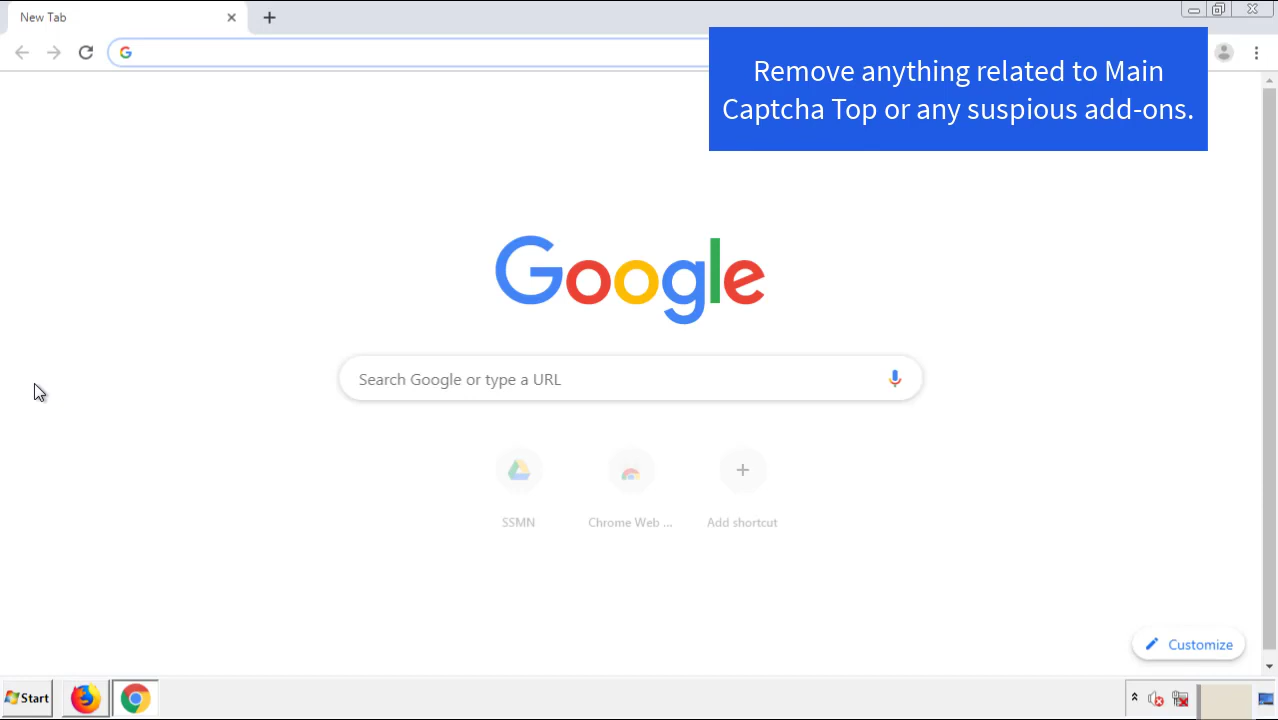 New Tab
Remove anything related to Main
Captcha Top or any suspious add-ons.
Google
Search Google or type a URL
SSMN
Chrome Web ...
Add shortcut
Customize
Start